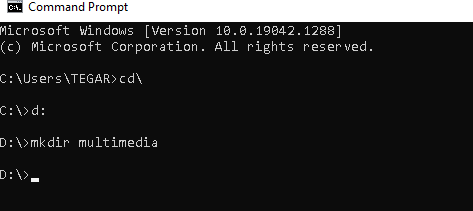 Command Prompt
Microsoft Windows [Version 10.0.19042.1288]
(c) Microsoft Corporation. All rights reserved.
C:\Users\TEGAR>cd\
C:\>d:
D:\>mkdir multimedia
D:\>